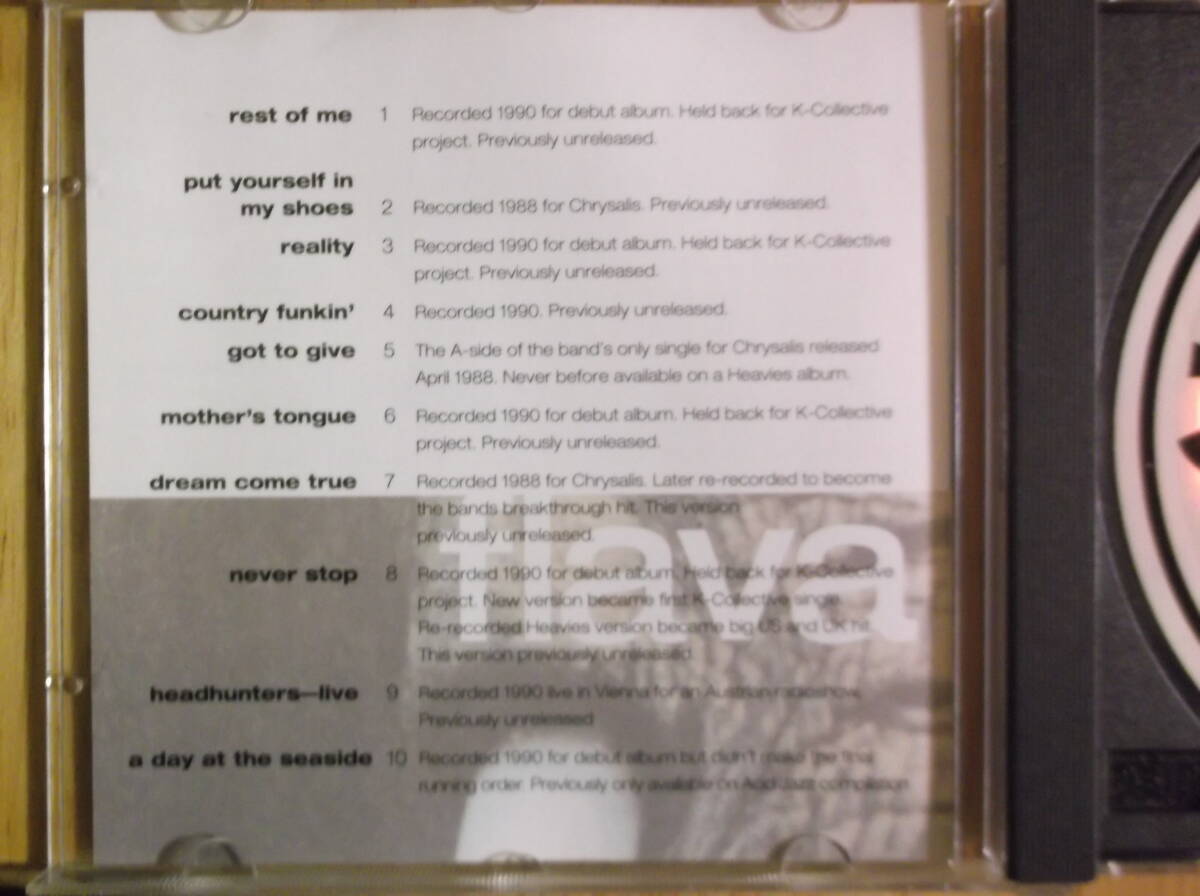 rest of me 1 Recorded 1990 for debut album. Held back for K-Collective
project. Previously unreleased.
put yourself in
my shoes 2 Recorded 1988 for Chrysalis. Previously unreleased.
reality 3 Recorded 1990 for debut album. Held back for K-Collective
project. Previously unreleased.
country funkin' 4 Recorded 1990. Previously unreleased.
got to give 5 The A-side of the band's only single for Chrysalis released
April 1988. Never before available on a Heavies album.
mother's tongue 6 Recorded 1990 for debut album. Held back for K-Collective
project. Previously unreleased.
dream come true 7 Recorded 1988 for Chrysalis. Later re-recorded to become
the bands breakthrough hit. This version
previously unreleased.
flava
never stop 8 Recorded 1990 for debut album. Held back for K-Collective
project. New version became first K-Collective single.
Re-recorded Heavies version became big US and UK hit.
This version previously unreleased.
headhunters–live 9 Recorded 1990 live in Vienna for an Austrian radioshow.
Previously unreleased
a day at the seaside 10 Recorded 1990 for debut album but didn't make the final
running order. Previously only available on Acid Jazz compilation